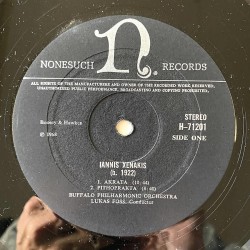 NONESUCH n RECORDS
ALL RIGHTS OF THE MANUFACTURERS AND OWNER OF THE RECORDED WORK RESERVED.
UNAUTHORIZED PUBLIC PERFORMANCE, BROADCASTING AND COPYING PROHIBITED.
Boosey & Hawkes
STEREO
H-71201
SIDE ONE
IANNIS XENAKIS
(b. 1922)
1. AKRATA
2. PITHOPRAKTA
BUFFALO PHILHARMONIC ORCHESTRA
LUKAS FOSS, Conductor